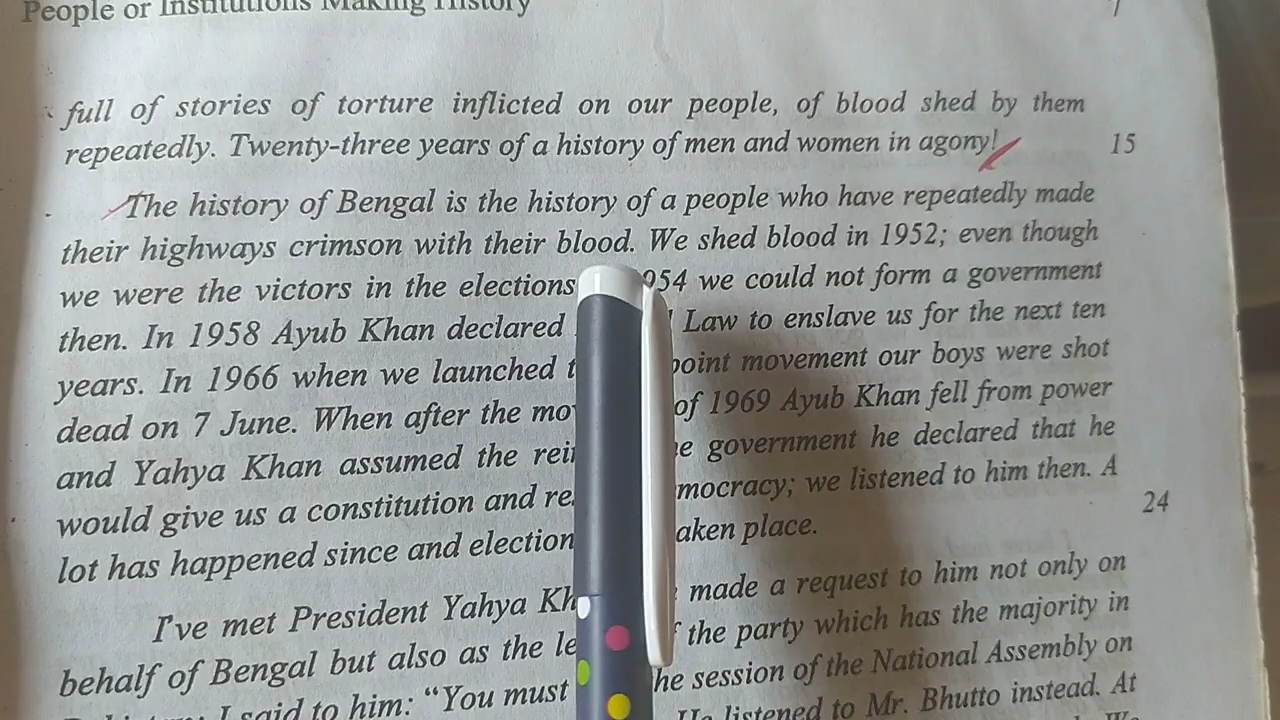 People or Institutions Making History
7
full of stories of torture inflicted on our people, of blood shed by them
repeatedly. Twenty-three years of a history of men and women in agony! 15
The history of Bengal is the history of a people who have repeatedly made
their highways crimson with their blood. We shed blood in 1952; even though
we were the victors in the elections 954 we could not form a government
then. In 1958 Ayub Khan declared Law to enslave us for the next ten
years. In 1966 when we launched t point movement our boys were shot
dead on 7 June. When after the mo of 1969 Ayub Khan fell from power
and Yahya Khan assumed the rei e government he declared that he
would give us a constitution and re mocracy; we listened to him then. A
lot has happened since and election aken place. 24
I've met President Yahya Kh made a request to him not only on
behalf of Bengal but also as the le f the party which has the majority in
I said to him: “You must he session of the National Assembly on
He listened to Mr. Bhutto instead. At
We